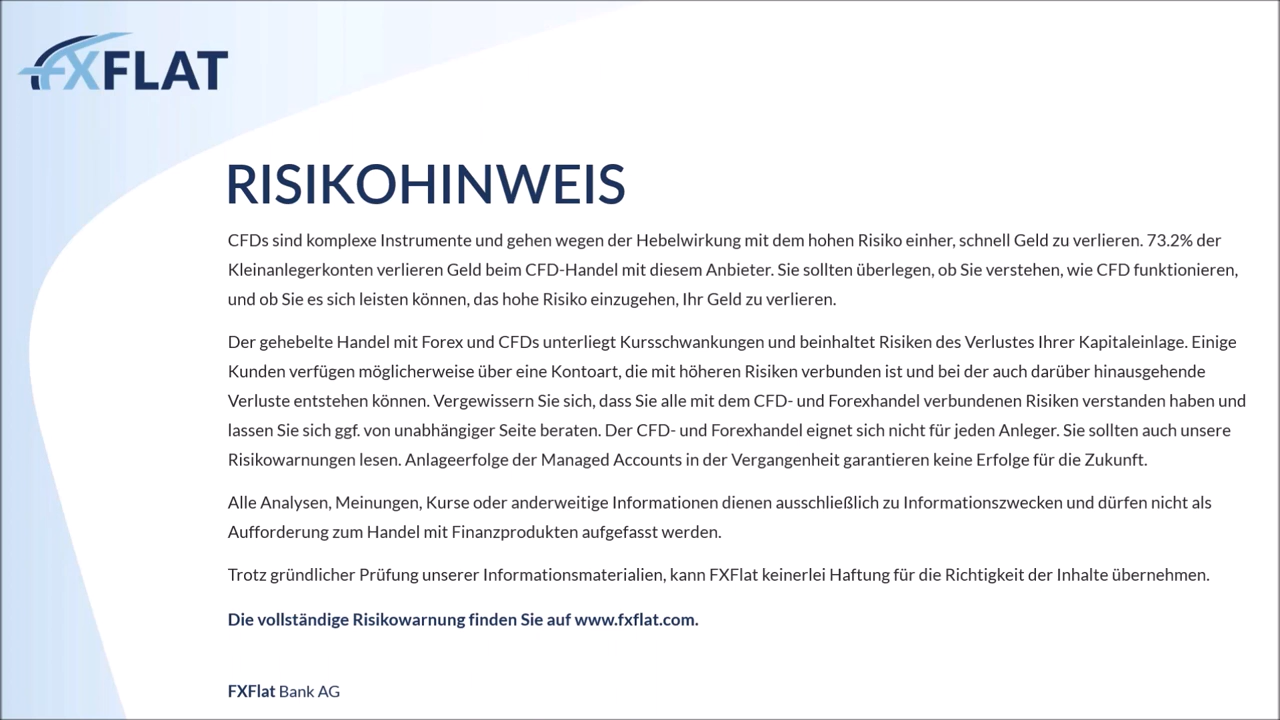 FXFLAT
RISIKOHINWEIS
CFDs sind komplexe Instrumente und gehen wegen der Hebelwirkung mit dem hohen Risiko einher, schnell Geld zu verlieren. 73.2% der
Kleinanlegerkonten verlieren Geld beim CFD-Handel mit diesem Anbieter. Sie sollten überlegen, ob Sie verstehen, wie CFD funktionieren,
und ob Sie es sich leisten können, das hohe Risiko einzugehen, Ihr Geld zu verlieren.
Der gehebelte Handel mit Forex und CFDs unterliegt Kursschwankungen und beinhaltet Risiken des Verlustes Ihrer Kapitaleinlage. Einige
Kunden verfügen möglicherweise über eine Kontoart, die mit höheren Risiken verbunden ist und bei der auch darüber hinausgehende
Verluste entstehen können. Vergewissern Sie sich, dass Sie alle mit dem CFD- und Forexhandel verbundenen Risiken verstanden haben und
lassen Sie sich ggf. von unabhängiger Seite beraten. Der CFD- und Forexhandel eignet sich nicht für jeden Anleger. Sie sollten auch unsere
Risikowarnungen lesen. Anlageerfolge der Managed Accounts in der Vergangenheit garantieren keine Erfolge für die Zukunft.
Alle Analysen, Meinungen, Kurse oder anderweitige Informationen dienen ausschließlich zu Informationszwecken und dürfen nicht als
Aufforderung zum Handel mit Finanzprodukten aufgefasst werden.
Trotz gründlicher Prüfung unserer Informationsmaterialien, kann FXFlat keinerlei Haftung für die Richtigkeit der Inhalte übernehmen.
Die vollständige Risikowarnung finden Sie auf www.fxflat.com.
FXFlat Bank AG